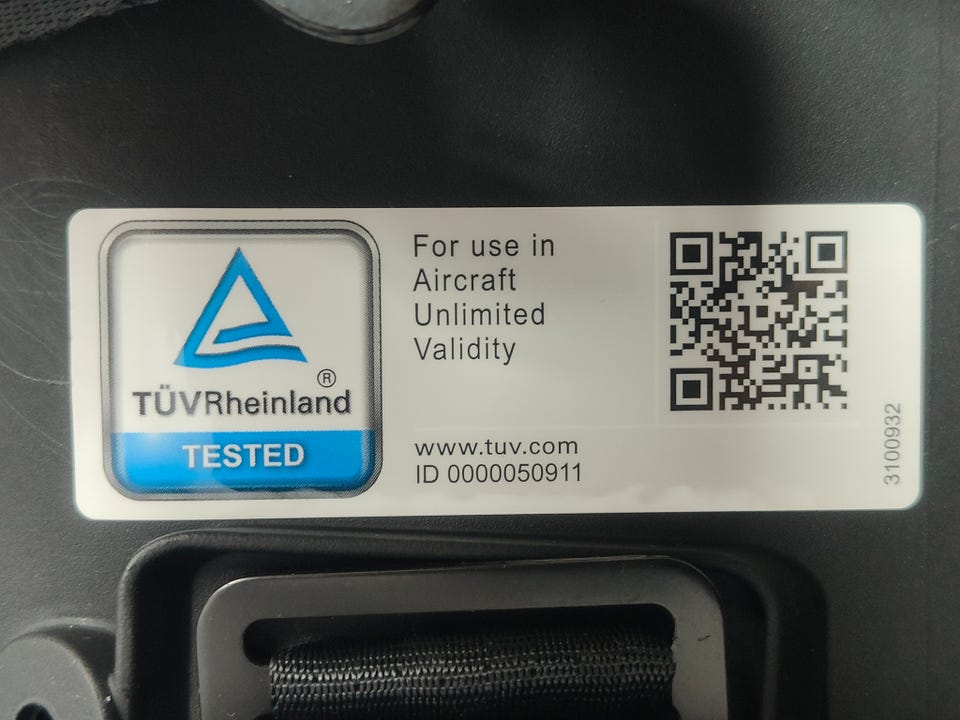 TÜVRheinland®
TESTED
For use in
Aircraft
Unlimited
Validity
www.tuv.com
ID 0000050911
3100932